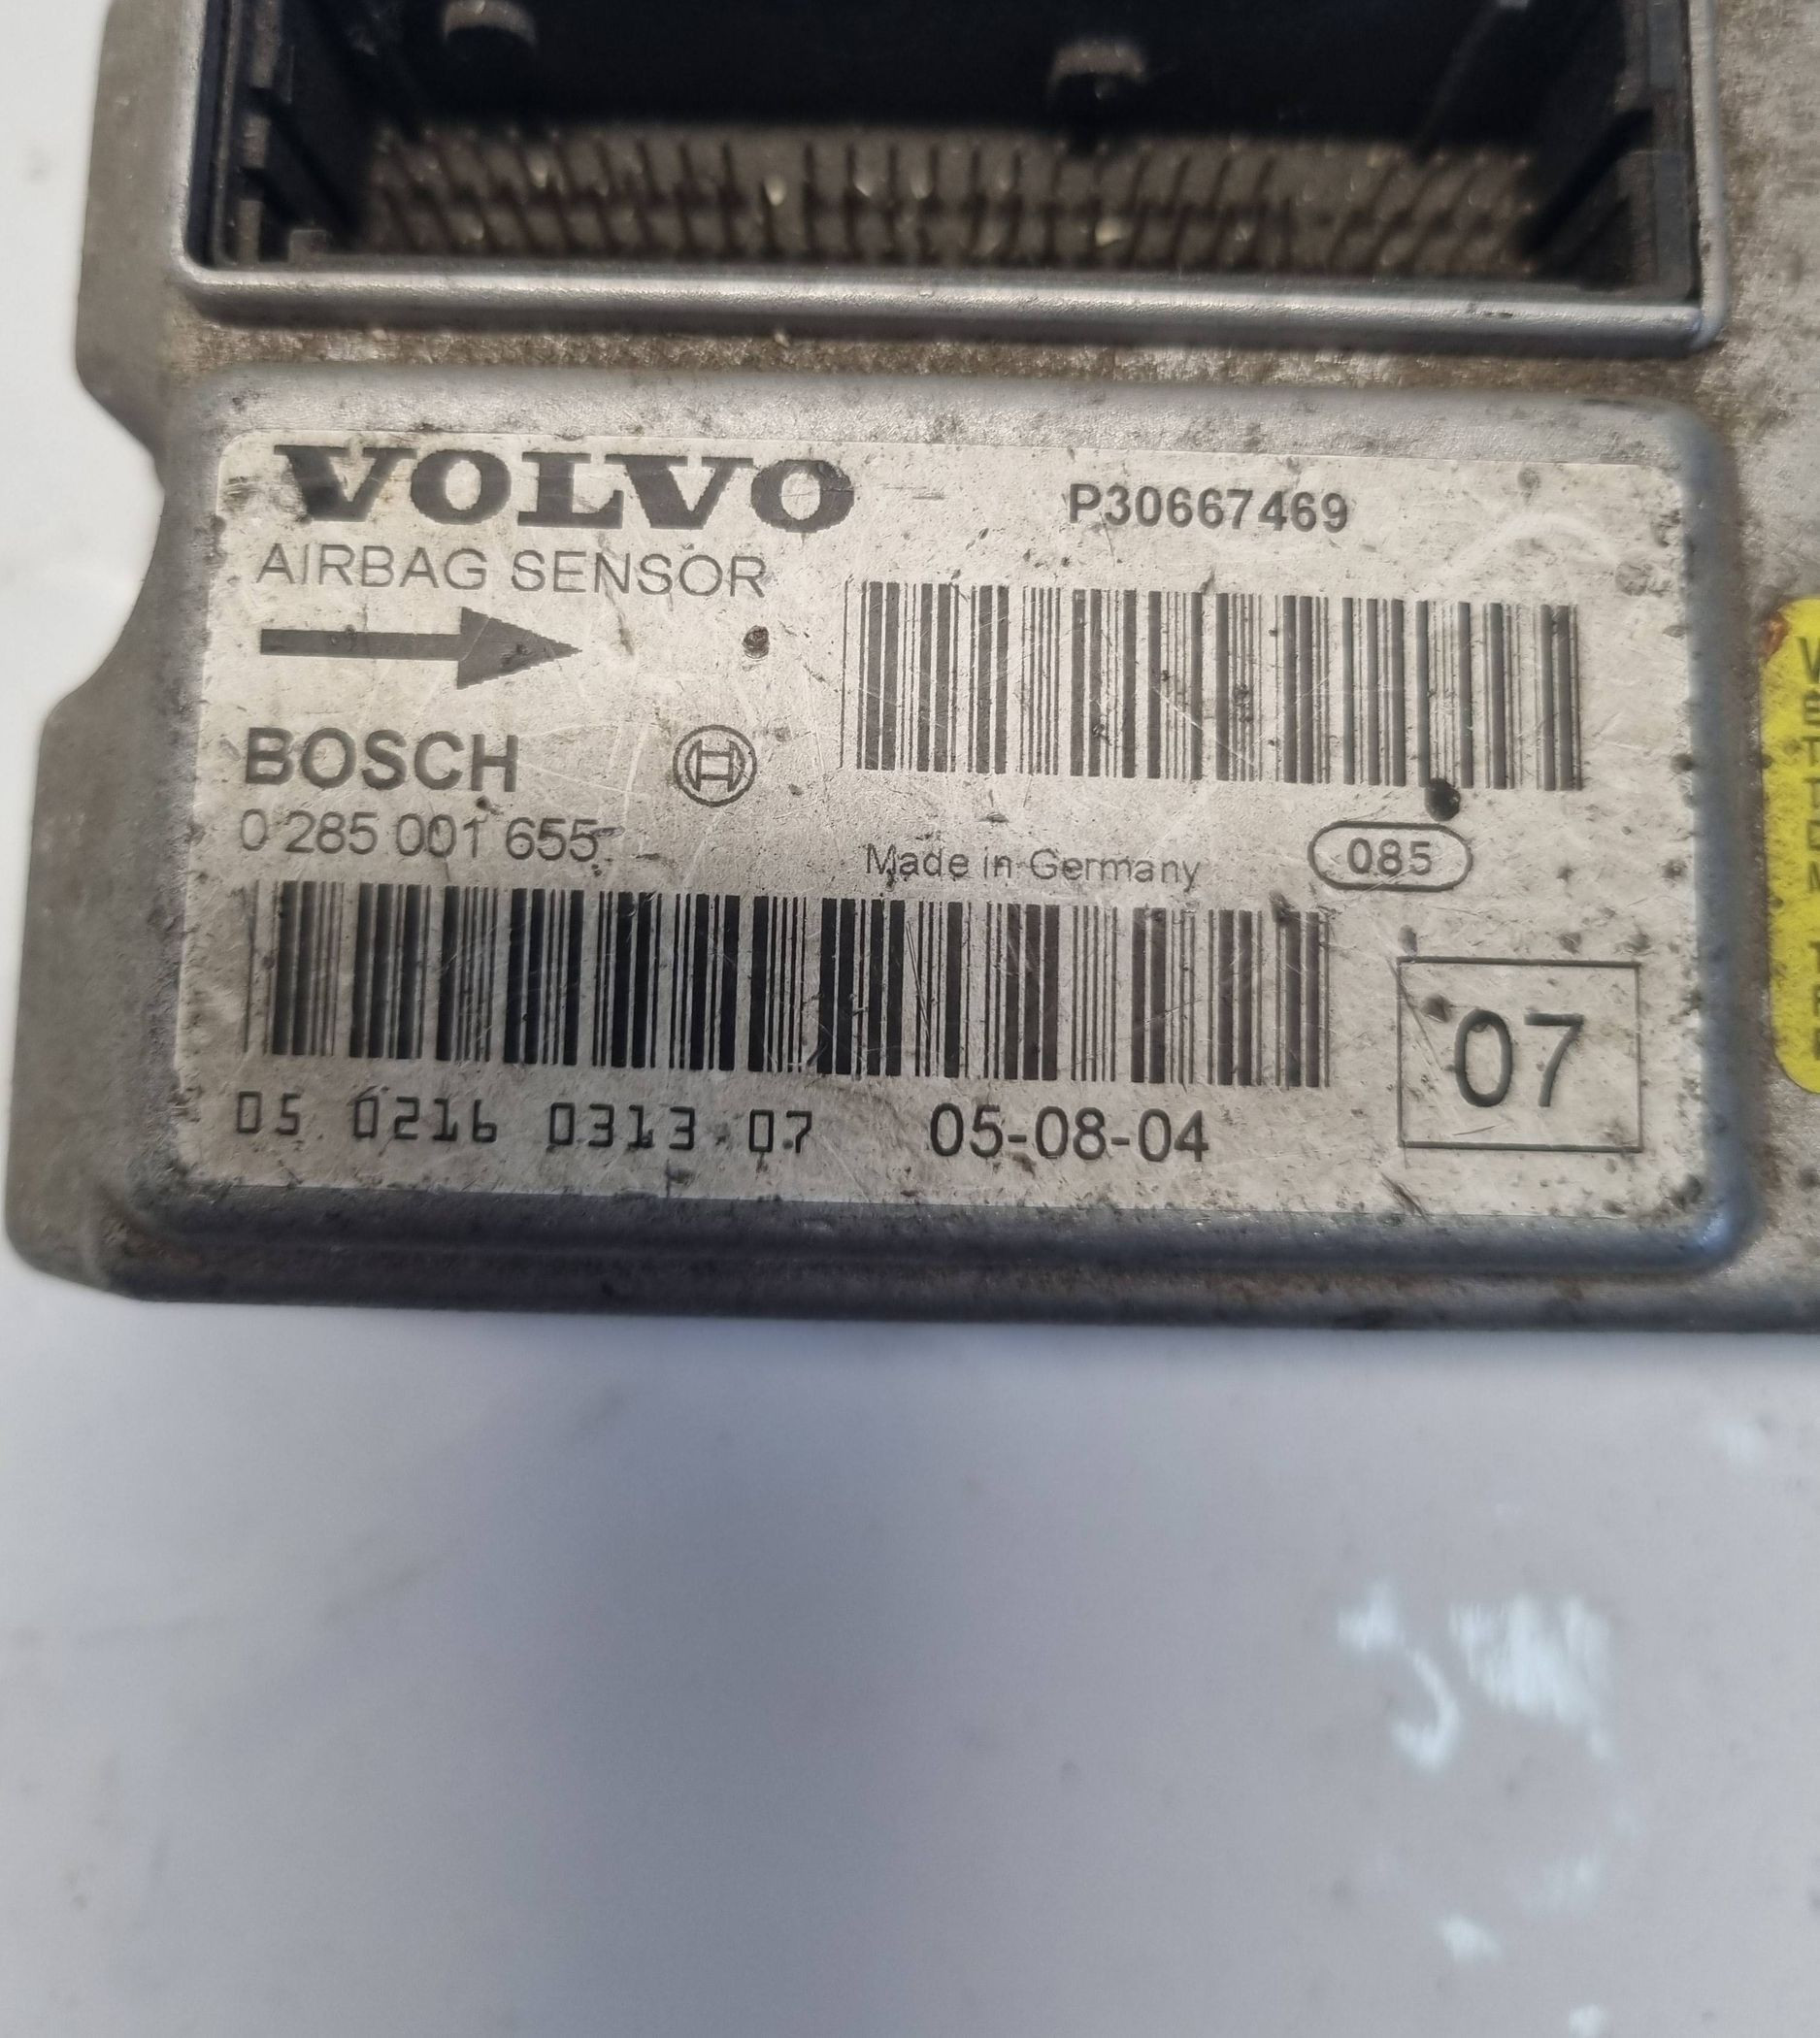 VOLVO
P30667469
AIRBAG SENSOR
BOSCH
0 285 001 655
Made in Germany
085
07
05 0216 0313 07
05-08-04